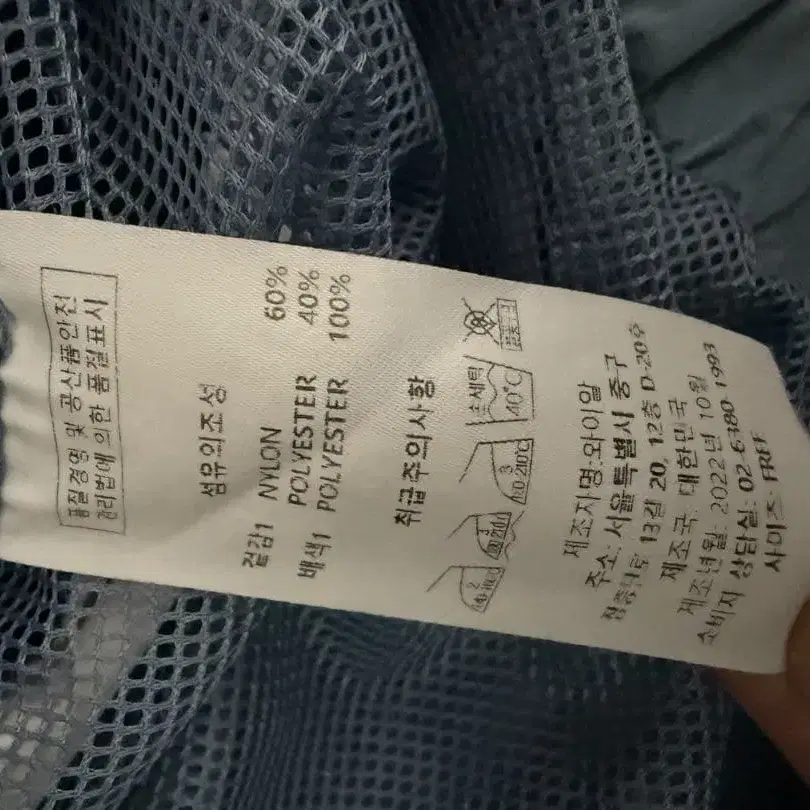 품질경영 및 공산품안전
관리법에 의한 품질표시
섬유의조성
겉감1 NYLON 60%
POLYESTER 40%
배색1 POLYESTER 100%
취급주의사항
손세탁
40℃
3
2
제조자명:와이알
주소: 서울특별시 중구
13길 20, 12층 D-209
제조국: 대한민국
제조년월: 2022년 10월
소비자 상담실: 02-6380-1993
사이즈: FREE